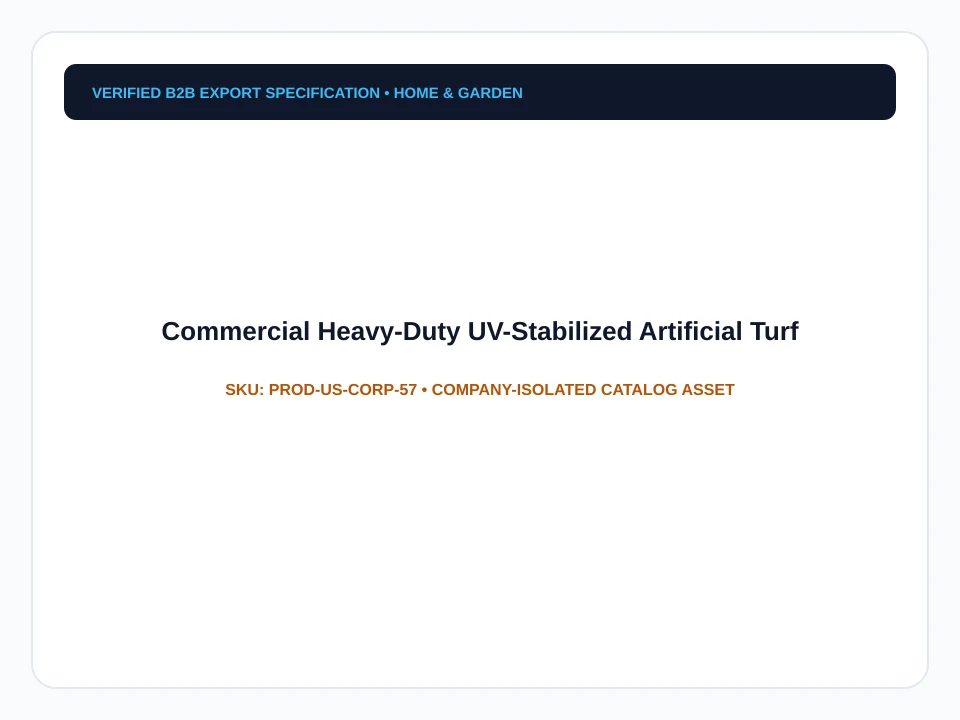 VERIFIED B2B EXPORT SPECIFICATION • HOME & GARDEN
Commercial Heavy-Duty UV-Stabilized Artificial Turf
SKU: PROD-US-CORP-57 • COMPANY-ISOLATED CATALOG ASSET